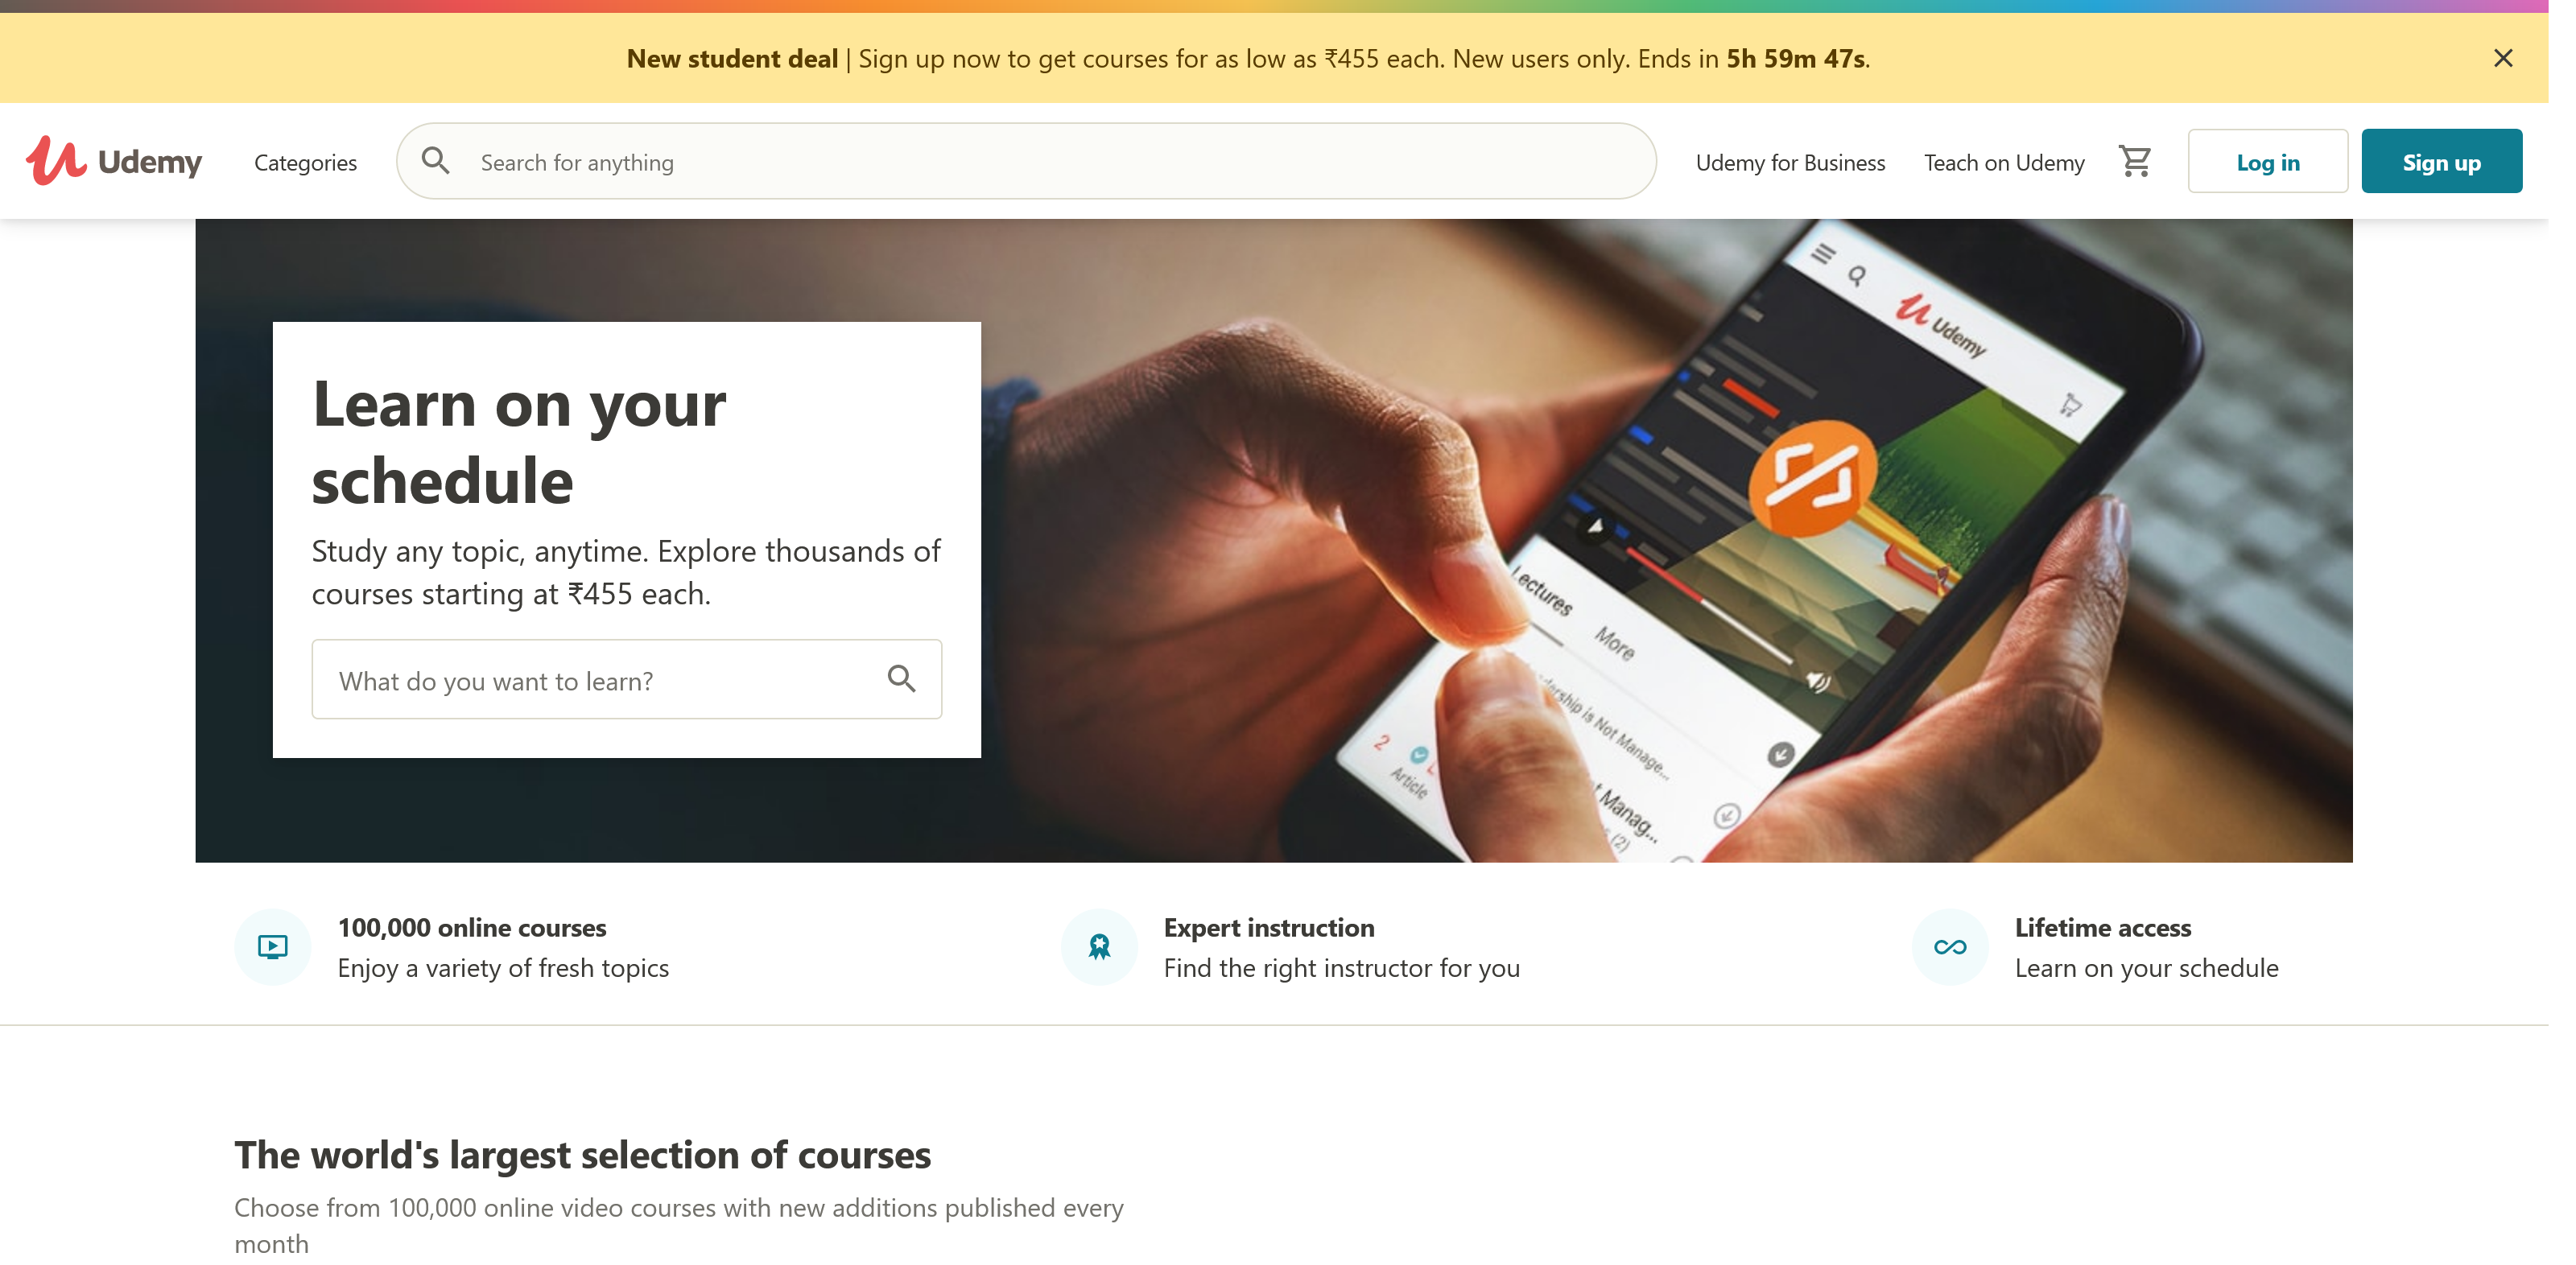 New student deal | Sign up now to get courses for as low as ₹455 each. New users only. Ends in 5h 59m 47s.
Udemy
Categories
Search for anything
Udemy for Business
Teach on Udemy
Log in
Sign up
Learn on your
schedule
Study any topic, anytime. Explore thousands of
courses starting at ₹455 each.
What do you want to learn?
Udemy
Lectures
More
dership is Not Manage...
2
Article
t Manag...
(2)
100,000 online courses
Enjoy a variety of fresh topics
Expert instruction
Find the right instructor for you
Lifetime access
Learn on your schedule
The world's largest selection of courses
Choose from 100,000 online video courses with new additions published every
month